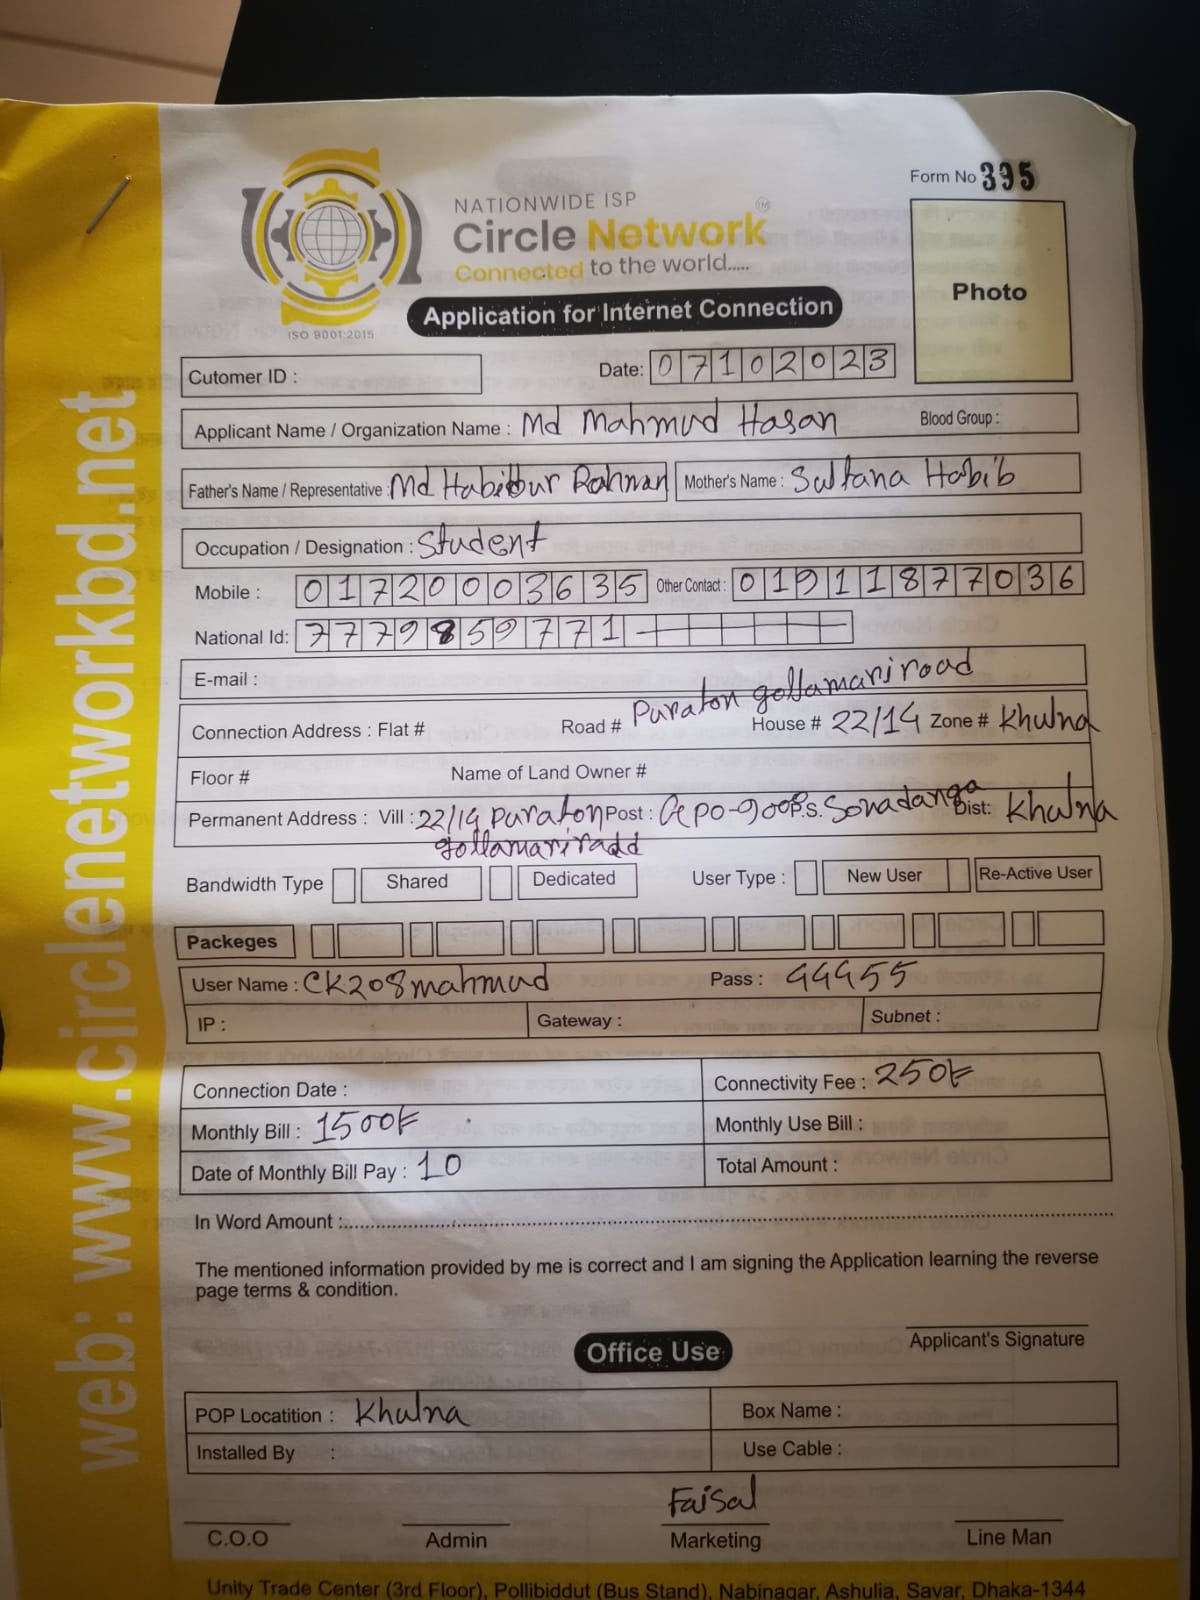 Form No 395
NATIONWIDE ISP
Circle Network
TM
Connected to the world.....
ISO 9001:2015
Application for Internet Connection
Photo
Cutomer ID :
Date: 07102023
Applicant Name / Organization Name : Md Mahmud Hasan Blood Group :
Father's Name / Representative : Md Habibur Rahman Mother's Name : Sultana Habib
Occupation / Designation : Student
Mobile : 01720003635 Other Contact : 01911877036
National Id: 7779859771
E-mail :
Connection Address : Flat # Road # Puraton gollamari road House # 22/14 Zone # Khulna
Floor # Name of Land Owner #
Permanent Address : Vill : 22/14 Puraton Post : Gpo-9000 P.S. Sonadanga Dist: Khulna
gollamari radd
Bandwidth Type Shared Dedicated User Type : New User Re-Active User
Packeges
User Name : CK208mahmud Pass : 44455
IP : Gateway : Subnet :
Connection Date : Connectivity Fee : 250৳
Monthly Bill : 1500৳ Monthly Use Bill :
Date of Monthly Bill Pay : 10 Total Amount :
In Word Amount :
The mentioned information provided by me is correct and I am signing the Application learning the reverse
page terms & condition.
Applicant's Signature
Office Use
POP Locatition : Khulna Box Name :
Installed By : Use Cable :
Faisal
C.O.O Admin Marketing Line Man
Unity Trade Center (3rd Floor), Pollibiddut (Bus Stand), Nabinagar, Ashulia, Savar, Dhaka-1344
web: www.circlenetworkbd.net